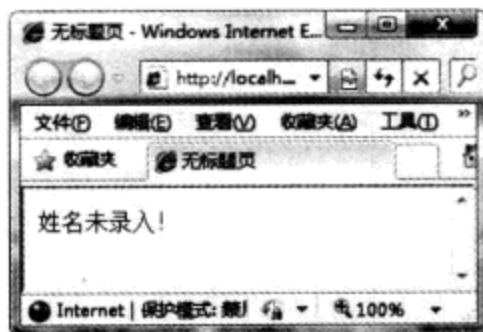 无标题页 - Windows Internet E...
http://localh...
文件(F) 编辑(E) 查看(V) 收藏夹(A) 工具(T) »
收藏夹 无标题页
姓名未录入!
Internet | 保护模式: 禁用 100%